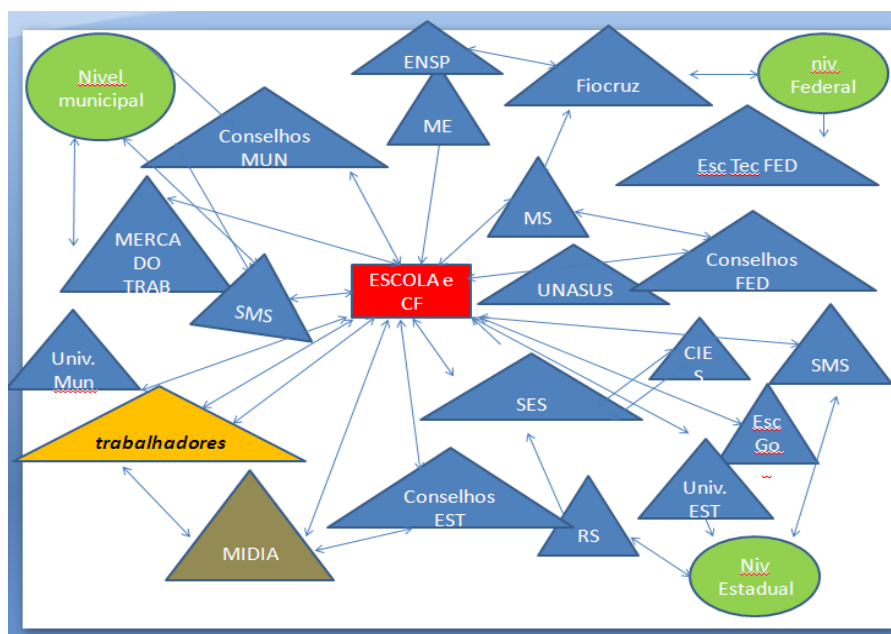 Nivel
municipal
Conselhos
MUN
ENSP
ME
Fiocruz
niv
Federal
Esc Tec FED
MS
MERCA
DO
TRAB
SMS
ESCOLA e
CF
UNASUS
Conselhos
FED
Univ.
Mun
CIE
S
SMS
trabalhadores
SES
Esc
Go
Univ.
EST
Conselhos
EST
MIDIA
RS
Niv
Estadual